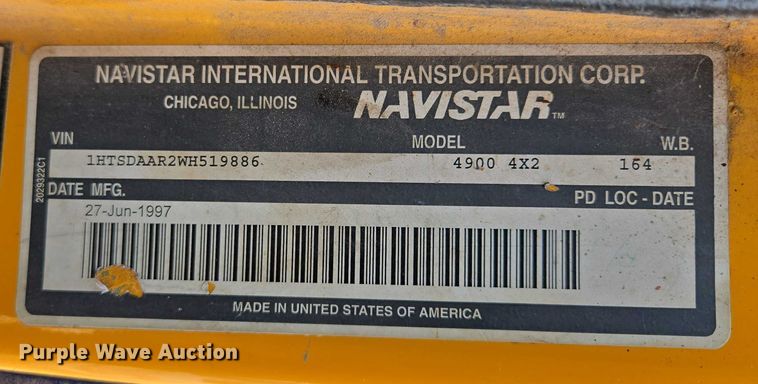 NAVISTAR INTERNATIONAL TRANSPORTATION CORP.
CHICAGO, ILLINOIS NAVISTAR TM
VIN MODEL W.B.
1HTSDAAR2WH519886 4900 4X2 164
2029322C1
DATE MFG. PD LOC - DATE
27-Jun-1997
MADE IN UNITED STATES OF AMERICA
Purple Wave Auction